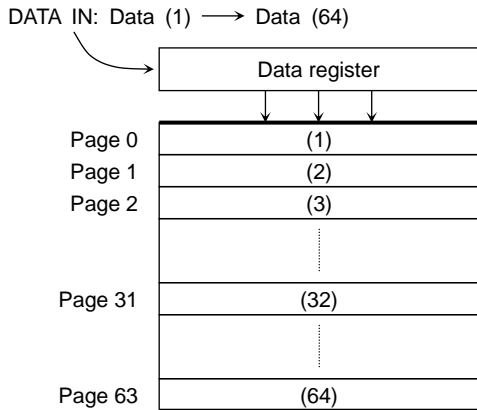 DATA IN: Data (1) ⟶ Data (64)
Data register
Page 0 (1)
Page 1 (2)
Page 2 (3)
Page 31 (32)
Page 63 (64)